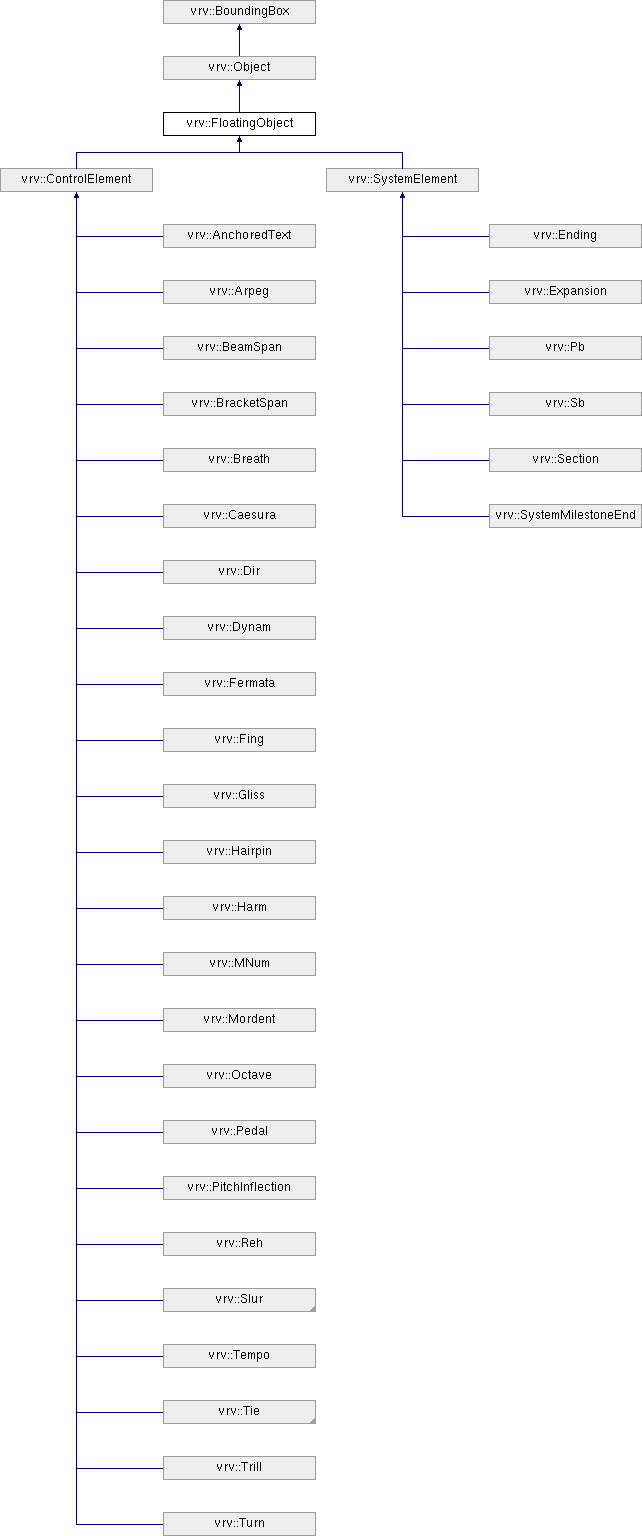 vrv::BoundingBox
vrv::Object
vrv::FloatingObject
vrv::ControlElement
vrv::SystemElement
vrv::AnchoredText
vrv::Ending
vrv::Arpeg
vrv::Expansion
vrv::BeamSpan
vrv::Pb
vrv::BracketSpan
vrv::Sb
vrv::Breath
vrv::Section
vrv::Caesura
vrv::SystemMilestoneEnd
vrv::Dir
vrv::Dynam
vrv::Fermata
vrv::Fing
vrv::Gliss
vrv::Hairpin
vrv::Harm
vrv::MNum
vrv::Mordent
vrv::Octave
vrv::Pedal
vrv::PitchInflection
vrv::Reh
vrv::Slur
vrv::Tempo
vrv::Tie
vrv::Trill
vrv::Turn